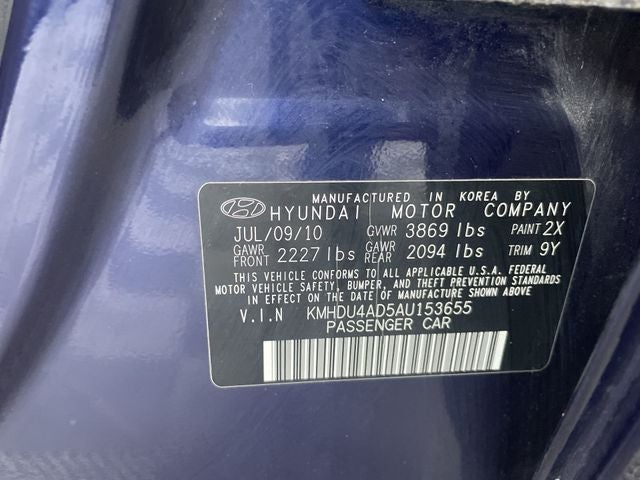 MANUFACTURED IN KOREA BY
HYUNDAI MOTOR COMPANY
JUL/09/10 GVWR 3869 lbs PAINT 2X
GAWR FRONT 2227 lbs GAWR REAR 2094 lbs TRIM 9Y
THIS VEHICLE CONFORMS TO ALL APPLICABLE U.S.A. FEDERAL
MOTOR VEHICLE SAFETY, BUMPER, AND THEFT PREVENTION STANDARDS
IN EFFECT ON THE DATE OF MANUFACTURE SHOWN ABOVE.
V.I.N KMHDU4AD5AU153655
PASSENGER CAR